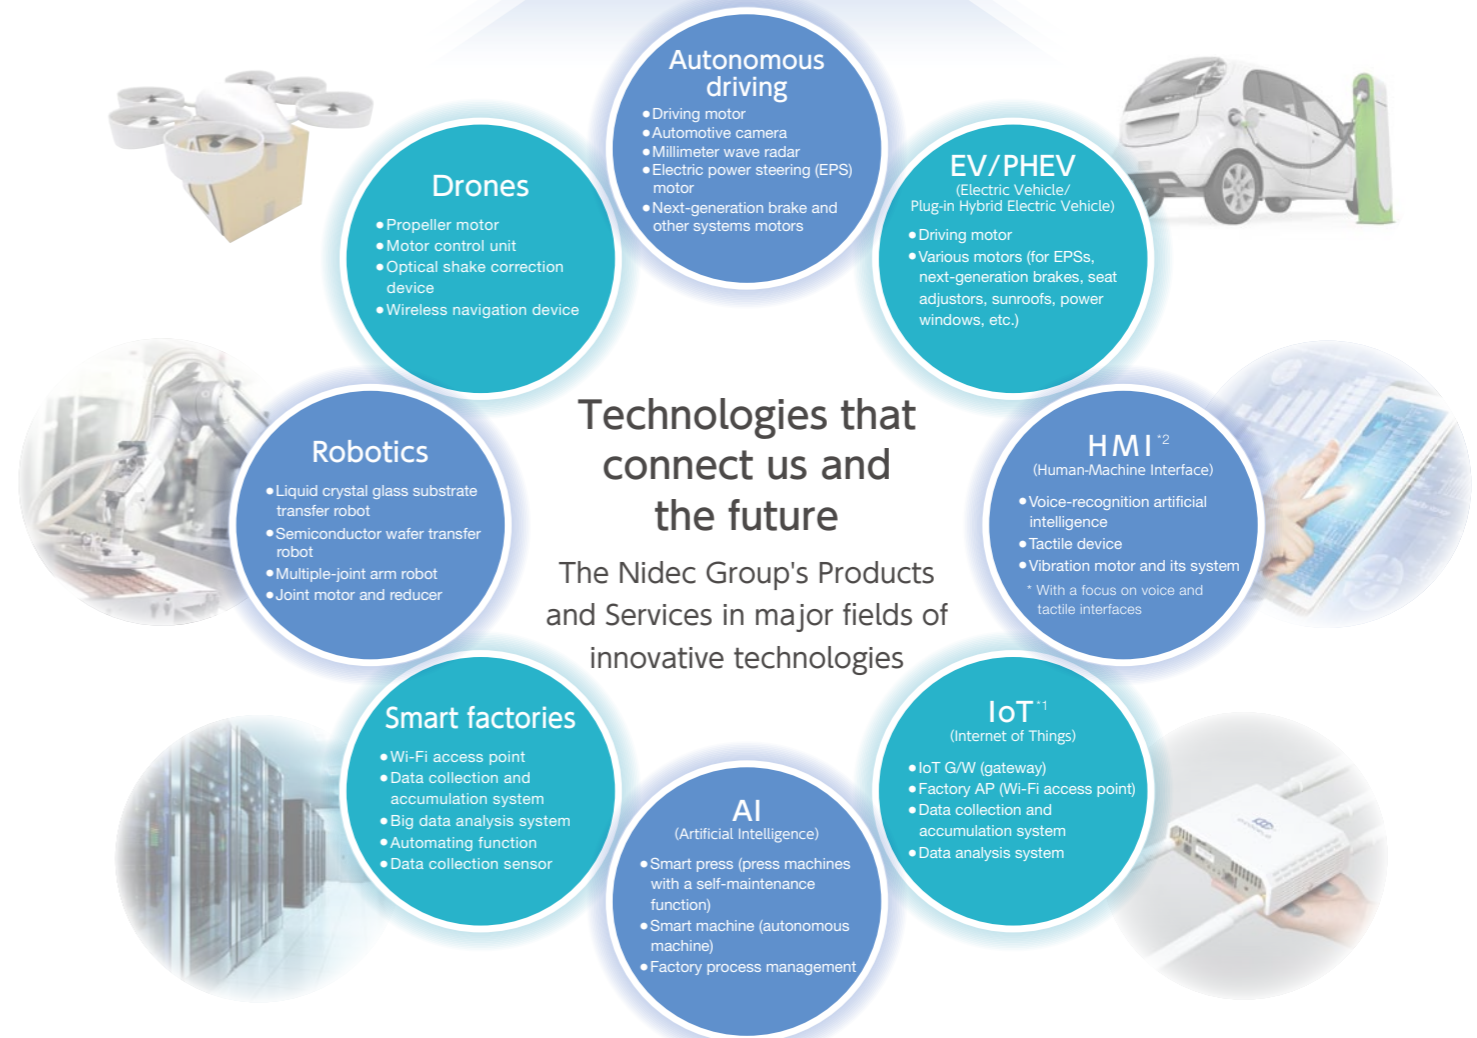 Autonomous
driving
●Driving motor
●Automotive camera
●Millimeter wave radar
●Electric power steering (EPS)
motor
●Next-generation brake and
other systems motors
EV/PHEV
(Electric Vehicle/
Plug-in Hybrid Electric Vehicle)
●Driving motor
●Various motors (for EPSs,
next-generation brakes, seat
adjustors, sunroofs, power
windows, etc.)
HMI *2
(Human-Machine Interface)
●Voice-recognition artificial
intelligence
●Tactile device
●Vibration motor and its system
* With a focus on voice and
tactile interfaces
IoT *1
(Internet of Things)
●IoT G/W (gateway)
●Factory AP (Wi-Fi access point)
●Data collection and
accumulation system
●Data analysis system
AI
(Artificial Intelligence)
●Smart press (press machines
with a self-maintenance
function)
●Smart machine (autonomous
machine)
●Factory process management
Smart factories
●Wi-Fi access point
●Data collection and
accumulation system
●Big data analysis system
●Automating function
●Data collection sensor
Robotics
●Liquid crystal glass substrate
transfer robot
●Semiconductor wafer transfer
robot
●Multiple-joint arm robot
●Joint motor and reducer
Drones
●Propeller motor
●Motor control unit
●Optical shake correction
device
●Wireless navigation device
Technologies that
connect us and
the future
The Nidec Group's Products
and Services in major fields of
innovative technologies